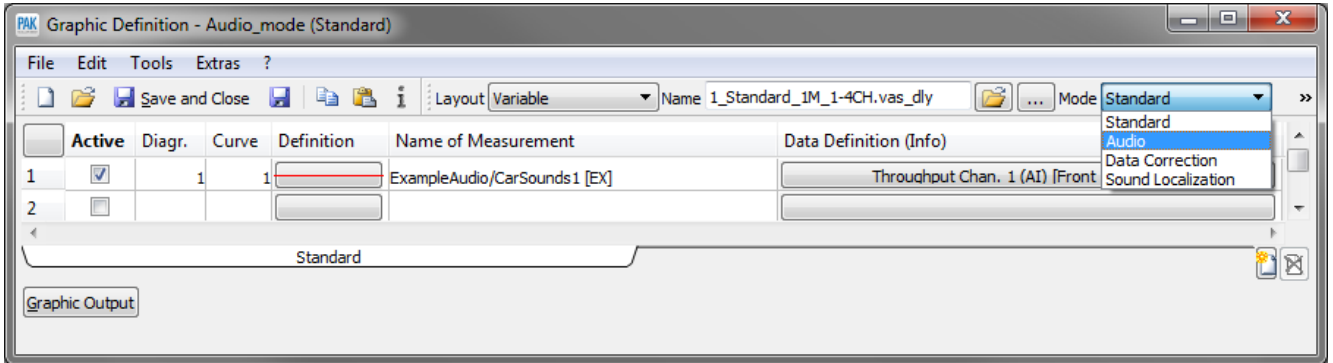 PAK Graphic Definition - Audio_mode (Standard)
File Edit Tools Extras ?
Save and Close Layout Variable Name 1_Standard_1M_1-4CH.vas_dly ... Mode Standard »
Standard
Audio
Data Correction
Sound Localization
Active Diagr. Curve Definition Name of Measurement Data Definition (Info)
1 1 1 ExampleAudio/CarSounds1 [EX] Throughput Chan. 1 (AI) [Front
2
Standard
Graphic Output